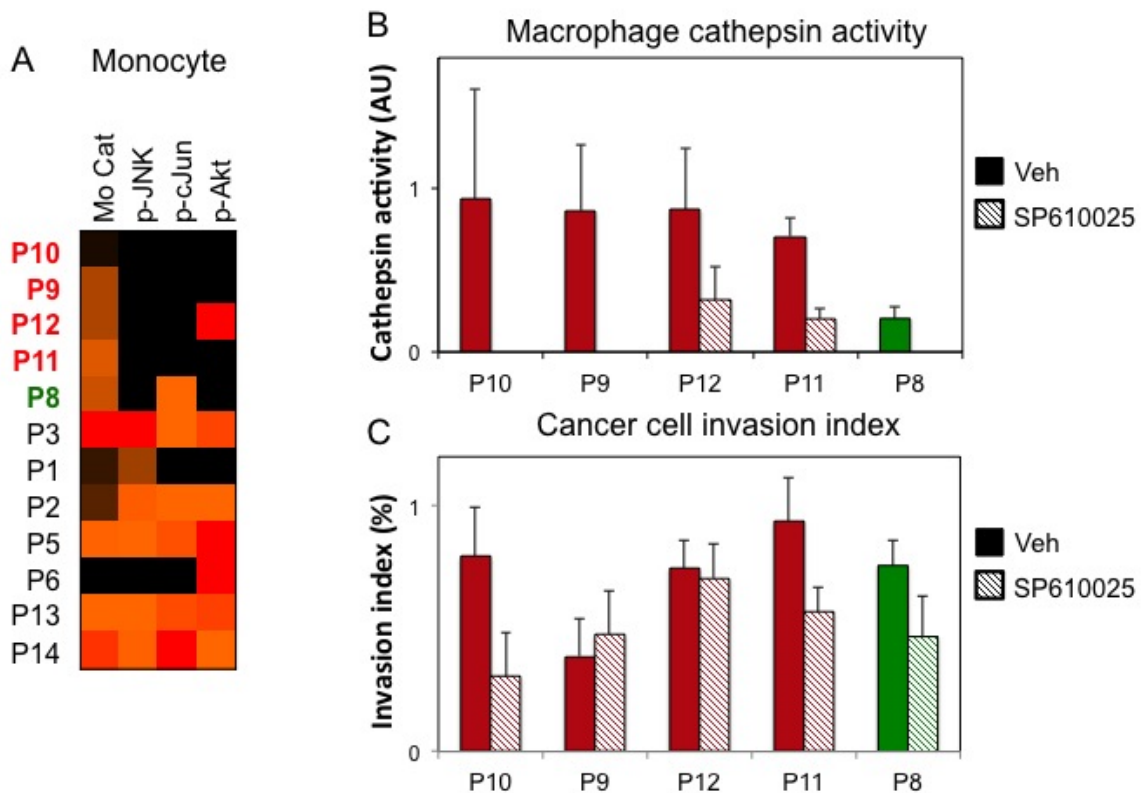 A
Monocyte
Mo Cat
p-JNK
p-cJun
p-Akt
P10
P9
P12
P11
P8
P3
P1
P2
P5
P6
P13
P14
B
Macrophage cathepsin activity
Cathepsin activity (AU)
1
0
P10 P9 P12 P11 P8
Veh
SP610025
C
Cancer cell invasion index
Invasion index (%)
1
0
P10 P9 P12 P11 P8
Veh
SP610025